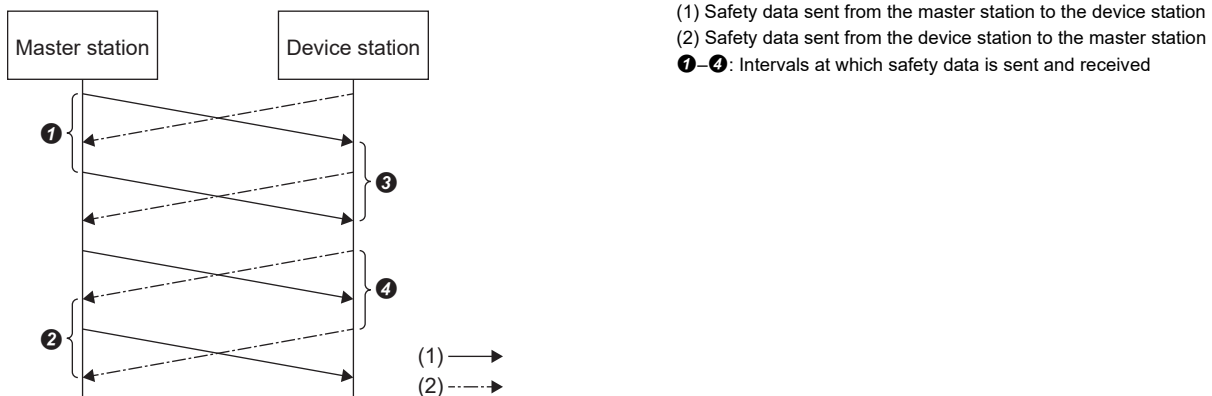 Master station
Device station
(1) Safety data sent from the master station to the device station
(2) Safety data sent from the device station to the master station
❶–❹: Intervals at which safety data is sent and received
❶
❸
❹
❷
(1)
(2)